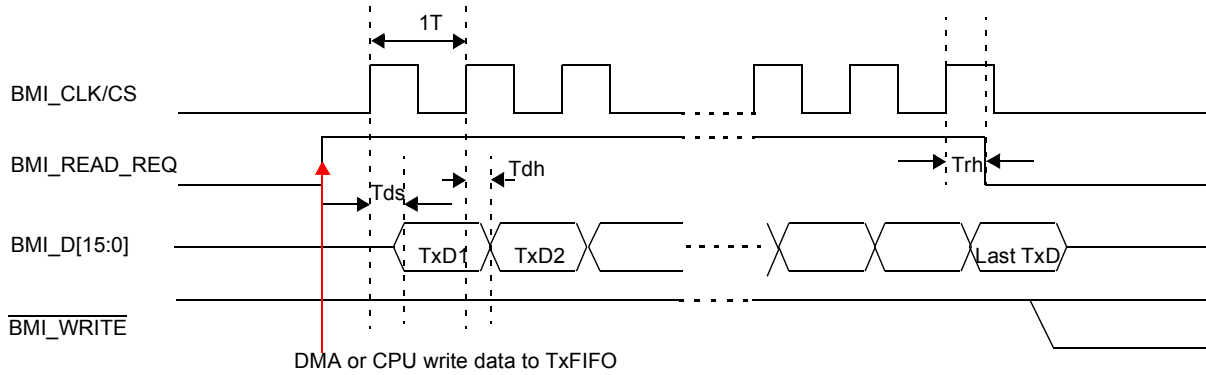 1T
BMI_CLK/CS
BMI_READ_REQ
Tdh
Trh
Tds
BMI_D[15:0]
TxD1
TxD2
Last TxD
BMI_WRITE
DMA or CPU write data to TxFIFO